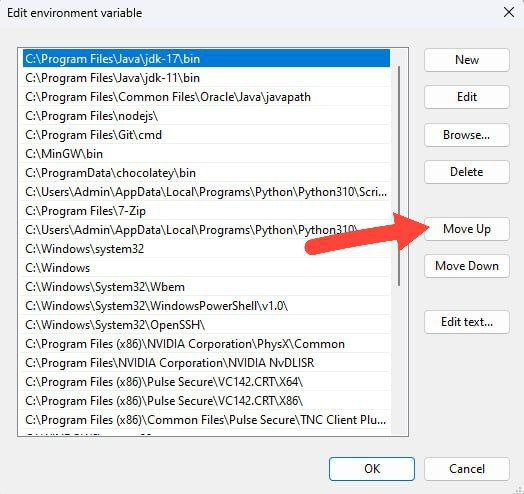 Edit environment variable
C:\Program Files\Java\jdk-17\bin
C:\Program Files\Java\jdk-11\bin
C:\Program Files\Common Files\Oracle\Java\javapath
C:\Program Files\nodejs\
C:\Program Files\Git\cmd
C:\MinGW\bin
C:\ProgramData\chocolatey\bin
C:\Users\Admin\AppData\Local\Programs\Python\Python310\Scri...
C:\Program Files\7-Zip
C:\Users\Admin\AppData\Local\Programs\Python\Python310\
C:\Windows\system32
C:\Windows
C:\Windows\System32\Wbem
C:\Windows\System32\WindowsPowerShell\v1.0\
C:\Windows\System32\OpenSSH\
C:\Program Files (x86)\NVIDIA Corporation\PhysX\Common
C:\Program Files\NVIDIA Corporation\NVIDIA NvDLISR
C:\Program Files (x86)\Pulse Secure\VC142.CRT\X64\
C:\Program Files (x86)\Pulse Secure\VC142.CRT\X86\
C:\Program Files (x86)\Common Files\Pulse Secure\TNC Client Plu...
New
Edit
Browse...
Delete
Move Up
Move Down
Edit text...
OK
Cancel